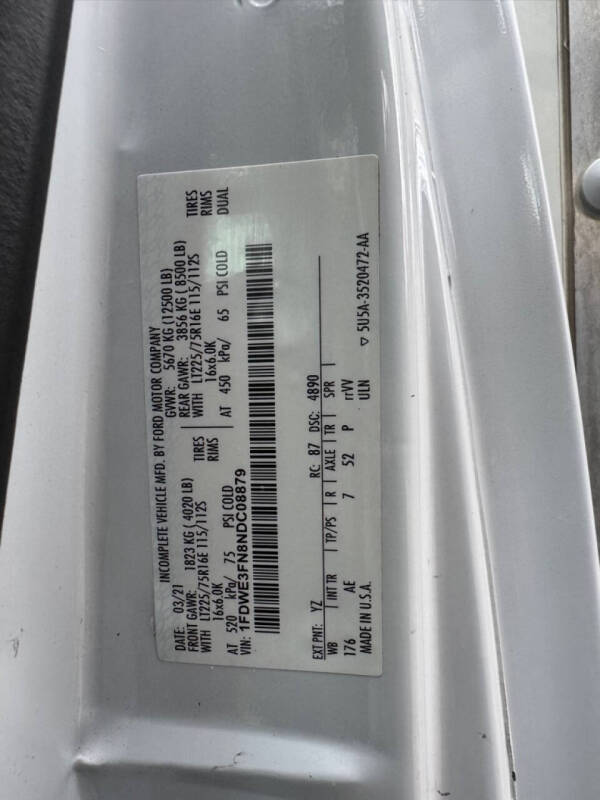 INCOMPLETE VEHICLE MFD. BY FORD MOTOR COMPANY
DATE: 03/21 GVWR: 5670 KG (12500 LB)
FRONT GAWR: 1823 KG ( 4020 LB) REAR GAWR: 3856 KG ( 8500 LB)
WITH LT225/75R16E 115/112S TIRES WITH LT225/75R16E 115/112S TIRES
16x6.0K RIMS 16x6.0K RIMS
AT 520 kPa/ 75 PSI COLD AT 450 kPa/ 65 PSI COLD DUAL
VIN: 1FDWE3FN8NDC08879
EXT PNT: YZ RC: 87 DSC: 4890
WB | INT TR | TP/PS | R | AXLE | TR | SPR |
176 AE 7 52 P rrVV
MADE IN U.S.A. ULN
▽ 5U5A-3520472-AA